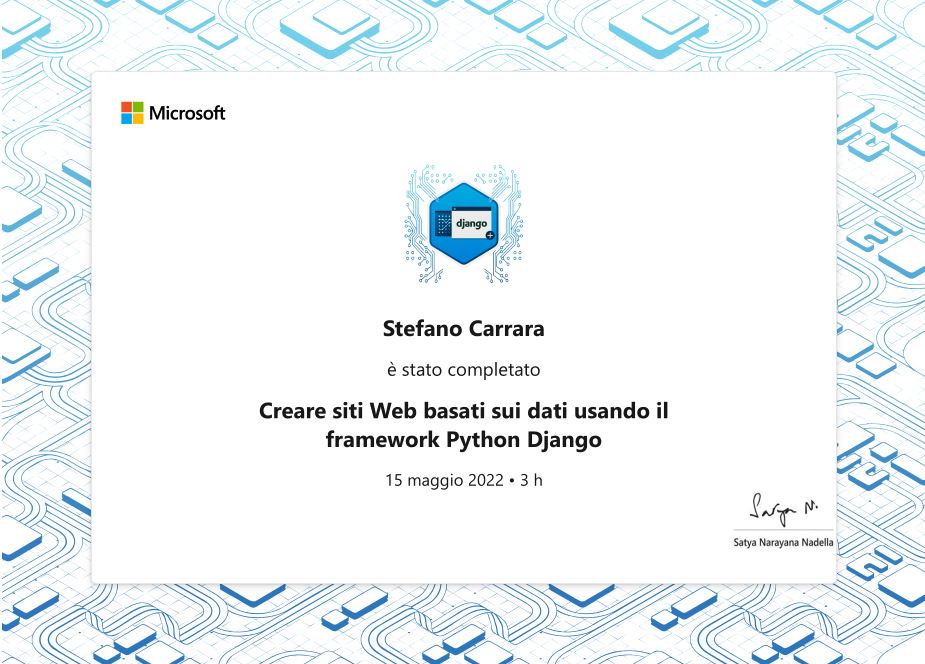 Microsoft
django
Stefano Carrara
è stato completato
Creare siti Web basati sui dati usando il
framework Python Django
15 maggio 2022 • 3 h
Satya N.
Satya Narayana Nadella